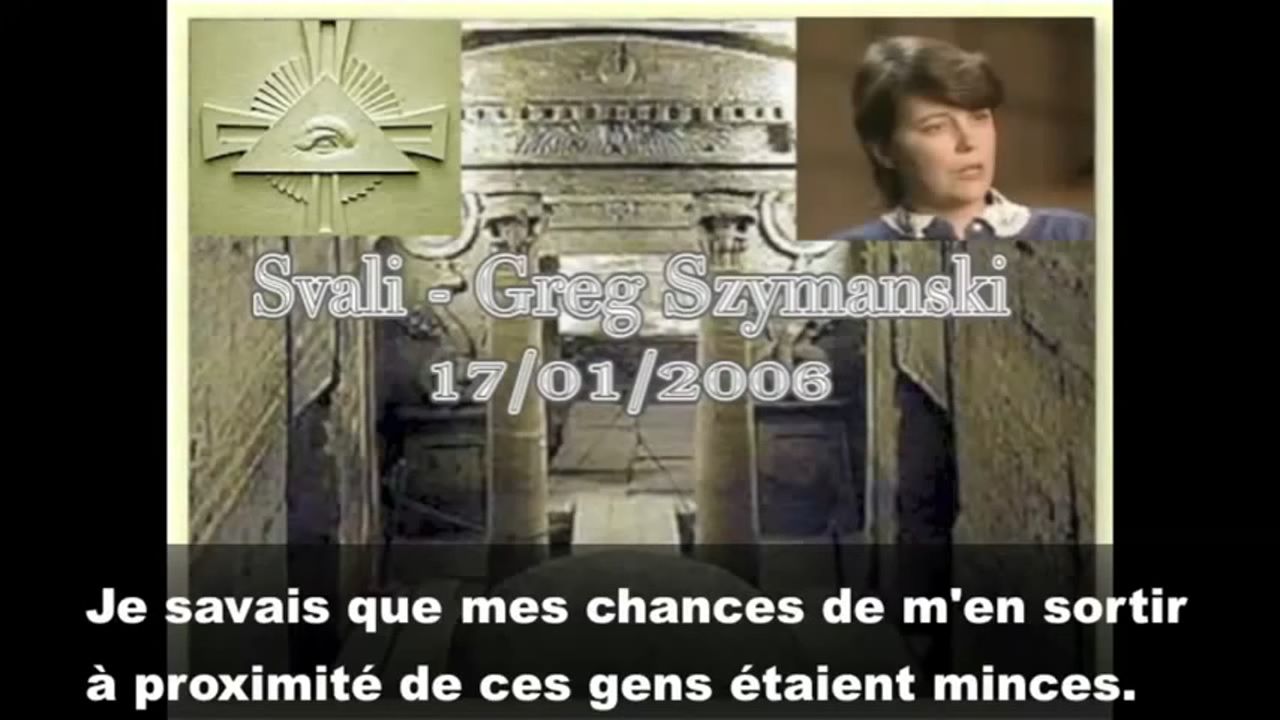 Svali - Greg Szymanski
17/01/2006
Je savais que mes chances de m'en sortir
à proximité de ces gens étaient minces.